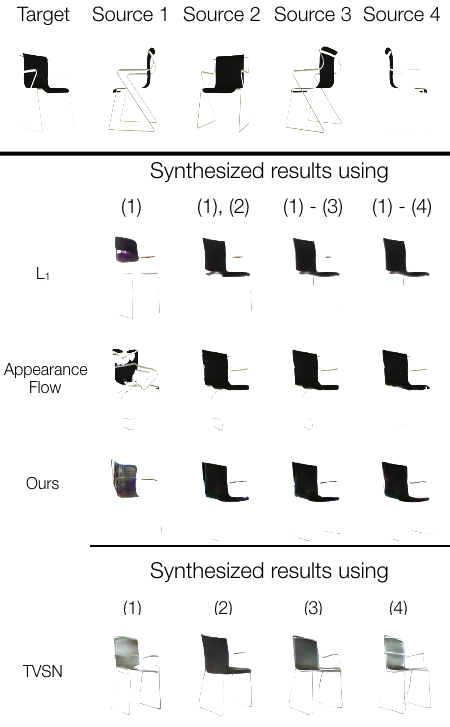 Target Source 1 Source 2 Source 3 Source 4
Synthesized results using
(1) (1), (2) (1) - (3) (1) - (4)
L₁
Appearance
Flow
Ours
Synthesized results using
(1) (2) (3) (4)
TVSN